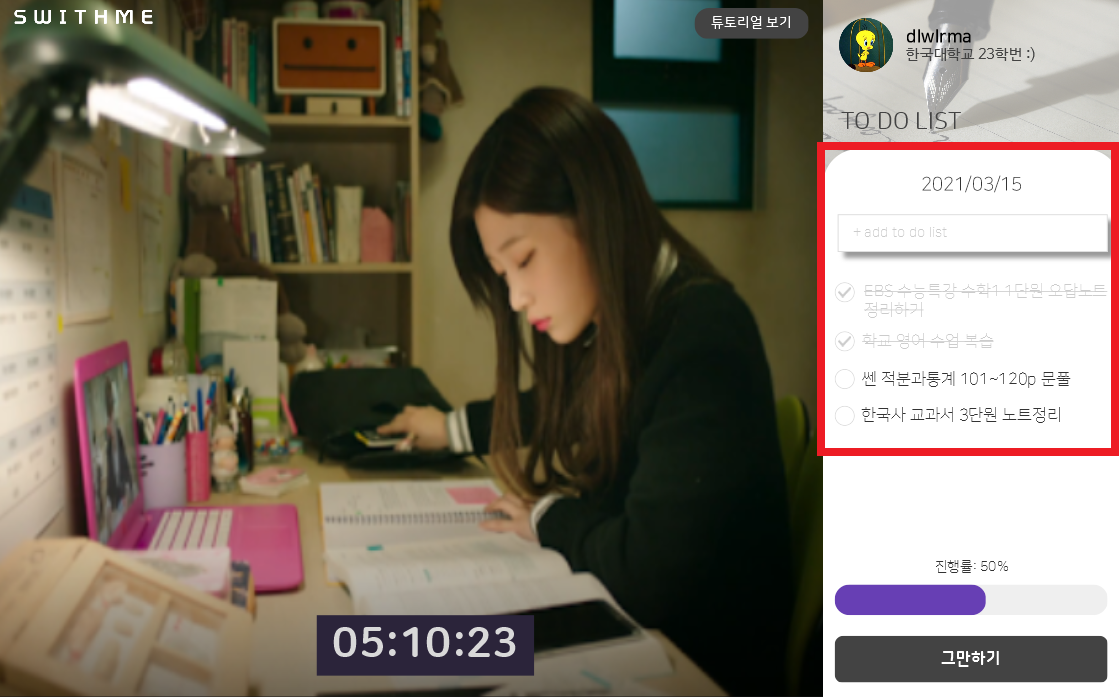 SWITHME
튜토리얼 보기
dlwlrma
한국대학교 23학번 :)
TO DO LIST
2021/03/15
+ add to do list
EBS 수능특강 수학1 1단원 오답노트
정리하기
학교 영어 수업 복습
쎈 적분과통계 101~120p 문풀
한국사 교과서 3단원 노트정리
05:10:23
진행률: 50%
그만하기